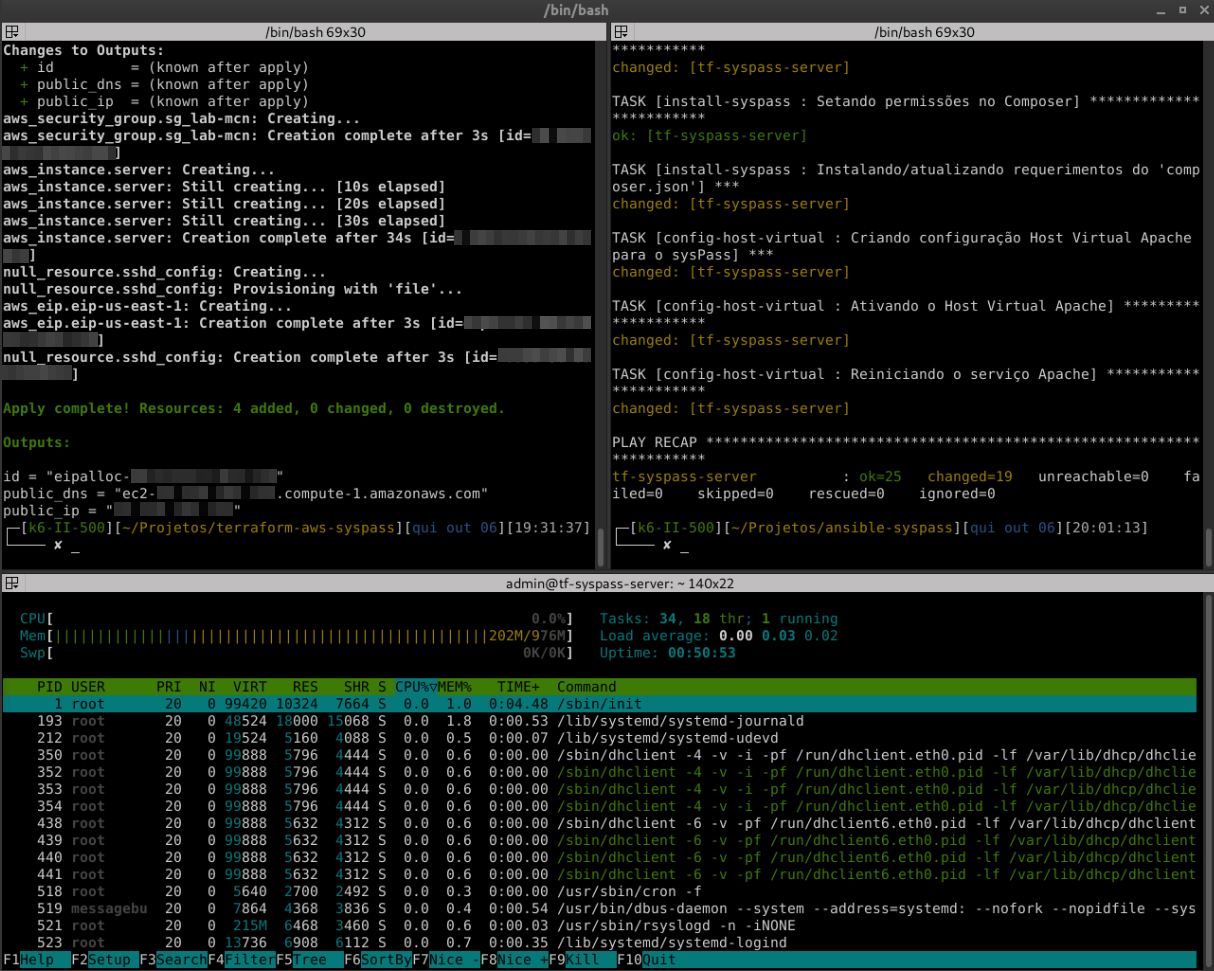 /bin/bash
/bin/bash 69x30
Changes to Outputs:
+ id         = (known after apply)
+ public_dns = (known after apply)
+ public_ip  = (known after apply)
aws_security_group.sg_lab-mcn: Creating...
aws_security_group.sg_lab-mcn: Creation complete after 3s [id=
]
aws_instance.server: Creating...
aws_instance.server: Still creating... [10s elapsed]
aws_instance.server: Still creating... [20s elapsed]
aws_instance.server: Still creating... [30s elapsed]
aws_instance.server: Creation complete after 34s [id=
]
null_resource.sshd_config: Creating...
null_resource.sshd_config: Provisioning with 'file'...
aws_eip.eip-us-east-1: Creating...
aws_eip.eip-us-east-1: Creation complete after 3s [id=
]
null_resource.sshd_config: Creation complete after 3s [id=
]
Apply complete! Resources: 4 added, 0 changed, 0 destroyed.
Outputs:
id = "eipalloc-"
public_dns = "ec2-.compute-1.amazonaws.com"
public_ip = ""
[k6-II-500][~/Projetos/terraform-aws-syspass][qui out 06][19:31:37]
✘ _
/bin/bash 69x30
***********
changed: [tf-syspass-server]
TASK [install-syspass : Setando permissões no Composer] *************
***********
ok: [tf-syspass-server]
TASK [install-syspass : Instalando/atualizando requerimentos do 'comp
oser.json'] ***
changed: [tf-syspass-server]
TASK [config-host-virtual : Criando configuração Host Virtual Apache
para o sysPass] ***
changed: [tf-syspass-server]
TASK [config-host-virtual : Ativando o Host Virtual Apache] *********
***********
changed: [tf-syspass-server]
TASK [config-host-virtual : Reiniciando o serviço Apache] ***********
***********
changed: [tf-syspass-server]
PLAY RECAP **********************************************************
***********
tf-syspass-server          : ok=25   changed=19   unreachable=0    fa
iled=0    skipped=0    rescued=0    ignored=0
[k6-II-500][~/Projetos/ansible-syspass][qui out 06][20:01:13]
✘ _
admin@tf-syspass-server: ~ 140x22
CPU[ 0.0%] Tasks: 34, 18 thr; 1 running
Mem[||||||||||||||||||||||||||||||||||||||||||||||||||||202M/976M] Load average: 0.00 0.03 0.02
Swp[ 0K/0K] Uptime: 00:50:53
PID USER PRI NI VIRT RES SHR S CPU%▽MEM% TIME+ Command
1 root 20 0 99420 10324 7664 S 0.0 1.0 0:04.48 /sbin/init
193 root 20 0 48524 18000 15068 S 0.0 1.8 0:00.53 /lib/systemd/systemd-journald
212 root 20 0 19524 5160 4088 S 0.0 0.5 0:00.07 /lib/systemd/systemd-udevd
350 root 20 0 99888 5796 4444 S 0.0 0.6 0:00.00 /sbin/dhclient -4 -v -i -pf /run/dhclient.eth0.pid -lf /var/lib/dhcp/dhclie
352 root 20 0 99888 5796 4444 S 0.0 0.6 0:00.00 /sbin/dhclient -4 -v -i -pf /run/dhclient.eth0.pid -lf /var/lib/dhcp/dhclie
353 root 20 0 99888 5796 4444 S 0.0 0.6 0:00.00 /sbin/dhclient -4 -v -i -pf /run/dhclient.eth0.pid -lf /var/lib/dhcp/dhclie
354 root 20 0 99888 5796 4444 S 0.0 0.6 0:00.00 /sbin/dhclient -4 -v -i -pf /run/dhclient.eth0.pid -lf /var/lib/dhcp/dhclie
438 root 20 0 99888 5632 4312 S 0.0 0.6 0:00.00 /sbin/dhclient -6 -v -pf /run/dhclient6.eth0.pid -lf /var/lib/dhcp/dhclient
439 root 20 0 99888 5632 4312 S 0.0 0.6 0:00.00 /sbin/dhclient -6 -v -pf /run/dhclient6.eth0.pid -lf /var/lib/dhcp/dhclient
440 root 20 0 99888 5632 4312 S 0.0 0.6 0:00.00 /sbin/dhclient -6 -v -pf /run/dhclient6.eth0.pid -lf /var/lib/dhcp/dhclient
441 root 20 0 99888 5632 4312 S 0.0 0.6 0:00.00 /sbin/dhclient -6 -v -pf /run/dhclient6.eth0.pid -lf /var/lib/dhcp/dhclient
518 root 20 0 5640 2700 2492 S 0.0 0.3 0:00.00 /usr/sbin/cron -f
519 messagebu 20 0 7864 4368 3836 S 0.0 0.4 0:00.54 /usr/bin/dbus-daemon --system --address=systemd: --nofork --nopidfile --sys
521 root 20 0 215M 6468 3460 S 0.0 0.6 0:00.03 /usr/sbin/rsyslogd -n -iNONE
523 root 20 0 13736 6908 6112 S 0.0 0.7 0:00.35 /lib/systemd/systemd-logind
F1Help F2Setup F3SearchF4FilterF5Tree F6SortByF7Nice -F8Nice +F9Kill F10Quit